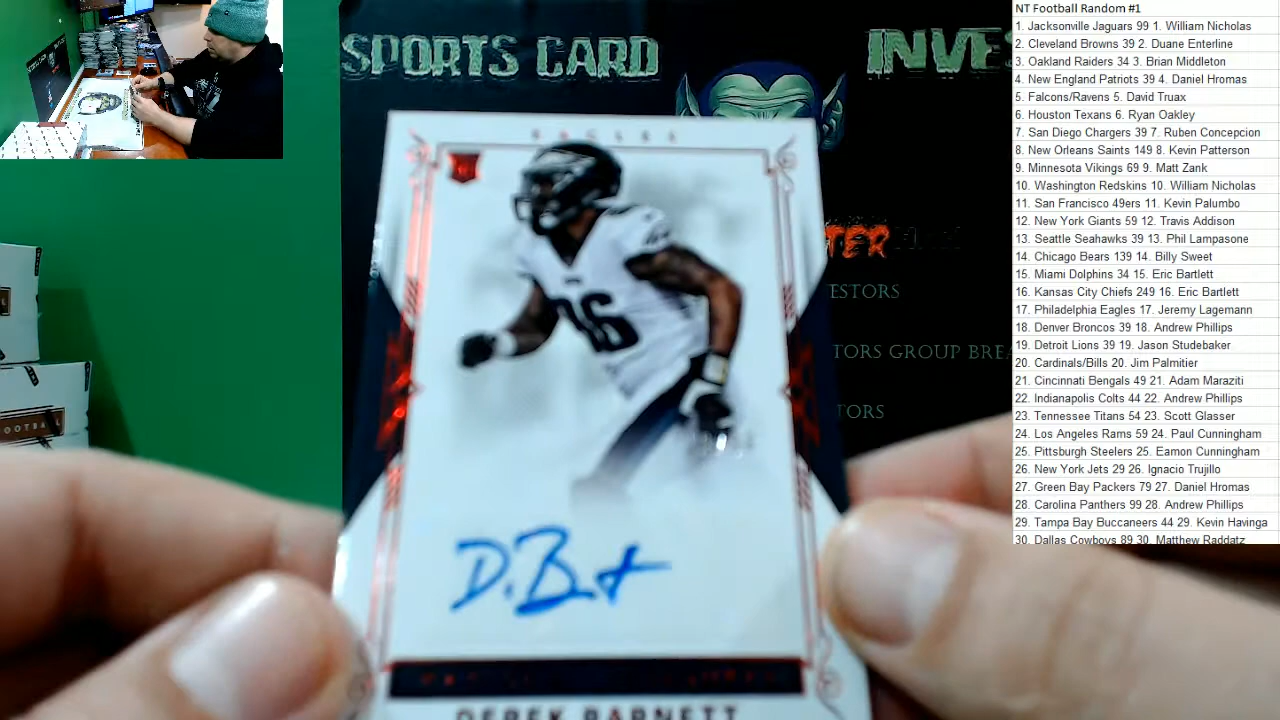 SPORTS CARD INVE
TER
ESTORS
TORS GROUP BREA
TORS
EAGLES
96
D. Barnett
DEREK BARNETT
OOTBA
NT Football Random #1
1. Jacksonville Jaguars 99 1. William Nicholas
2. Cleveland Browns 39 2. Duane Enterline
3. Oakland Raiders 34 3. Brian Middleton
4. New England Patriots 39 4. Daniel Hromas
5. Falcons/Ravens 5. David Truax
6. Houston Texans 6. Ryan Oakley
7. San Diego Chargers 39 7. Ruben Concepcion
8. New Orleans Saints 149 8. Kevin Patterson
9. Minnesota Vikings 69 9. Matt Zank
10. Washington Redskins 10. William Nicholas
11. San Francisco 49ers 11. Kevin Palumbo
12. New York Giants 59 12. Travis Addison
13. Seattle Seahawks 39 13. Phil Lampasone
14. Chicago Bears 139 14. Billy Sweet
15. Miami Dolphins 34 15. Eric Bartlett
16. Kansas City Chiefs 249 16. Eric Bartlett
17. Philadelphia Eagles 17. Jeremy Lagemann
18. Denver Broncos 39 18. Andrew Phillips
19. Detroit Lions 39 19. Jason Studebaker
20. Cardinals/Bills 20. Jim Palmitier
21. Cincinnati Bengals 49 21. Adam Maraziti
22. Indianapolis Colts 44 22. Andrew Phillips
23. Tennessee Titans 54 23. Scott Glasser
24. Los Angeles Rams 59 24. Paul Cunningham
25. Pittsburgh Steelers 25. Eamon Cunningham
26. New York Jets 29 26. Ignacio Trujillo
27. Green Bay Packers 79 27. Daniel Hromas
28. Carolina Panthers 99 28. Andrew Phillips
29. Tampa Bay Buccaneers 44 29. Kevin Havinga
30. Dallas Cowboys 89 30. Matthew Raddatz